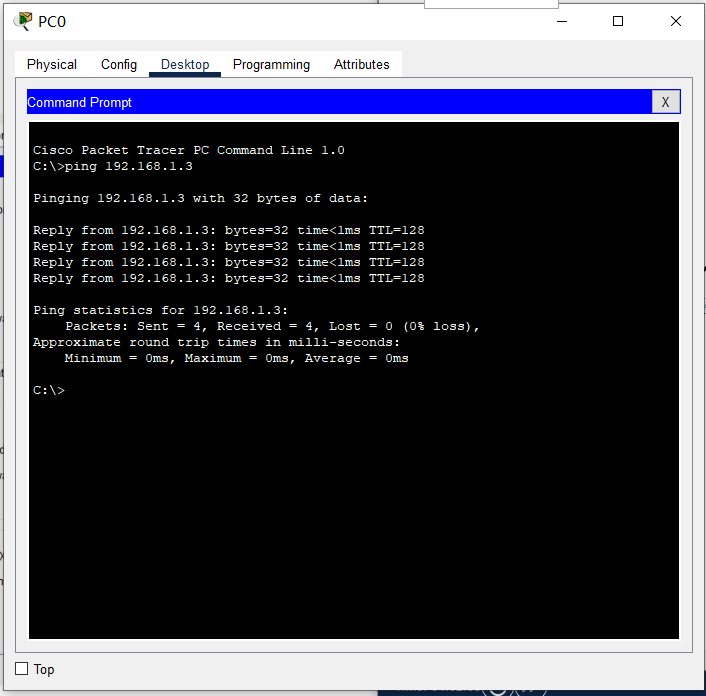 PC0
Physical Config Desktop Programming Attributes
Command Prompt X
Cisco Packet Tracer PC Command Line 1.0
C:\>ping 192.168.1.3
Pinging 192.168.1.3 with 32 bytes of data:
Reply from 192.168.1.3: bytes=32 time<1ms TTL=128
Reply from 192.168.1.3: bytes=32 time<1ms TTL=128
Reply from 192.168.1.3: bytes=32 time<1ms TTL=128
Reply from 192.168.1.3: bytes=32 time<1ms TTL=128
Ping statistics for 192.168.1.3:
Packets: Sent = 4, Received = 4, Lost = 0 (0% loss),
Approximate round trip times in milli-seconds:
Minimum = 0ms, Maximum = 0ms, Average = 0ms
C:\>
Top